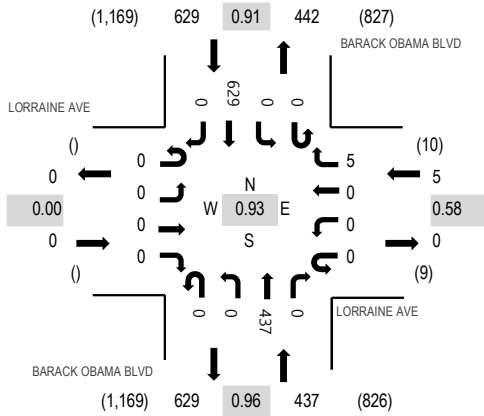 (1,169) 629 0.91 442 (827)
BARACK OBAMA BLVD
0 629 0 0
LORRAINE AVE
() (10)
0 5
0 0 5
0.00 0 0 0.58
N
W 0.93 E
S
0 0
0 0 0 0
() (9)
0 0 437 0
LORRAINE AVE
BARACK OBAMA BLVD
(1,169) 629 0.96 437 (826)